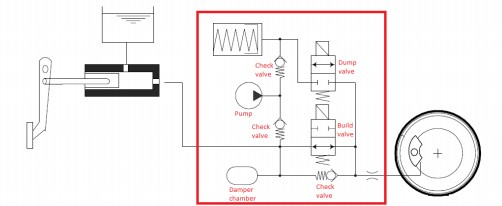 Check
valve
Dump
valve
Pump
Check
valve
Build
valve
Damper
chamber
Check
valve